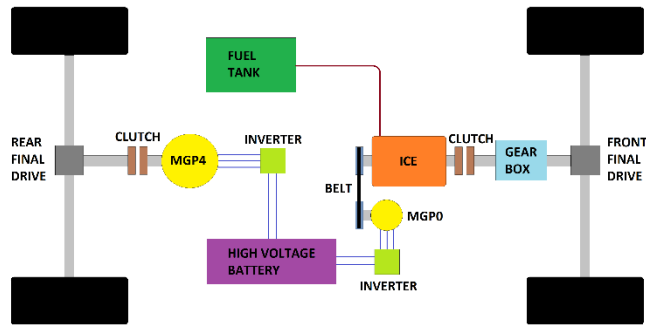 FUEL
TANK
REAR
FINAL
DRIVE
CLUTCH
MGP4
INVERTER
BELT
ICE
CLUTCH
GEAR
BOX
FRONT
FINAL
DRIVE
MGP0
HIGH VOLTAGE
BATTERY
INVERTER